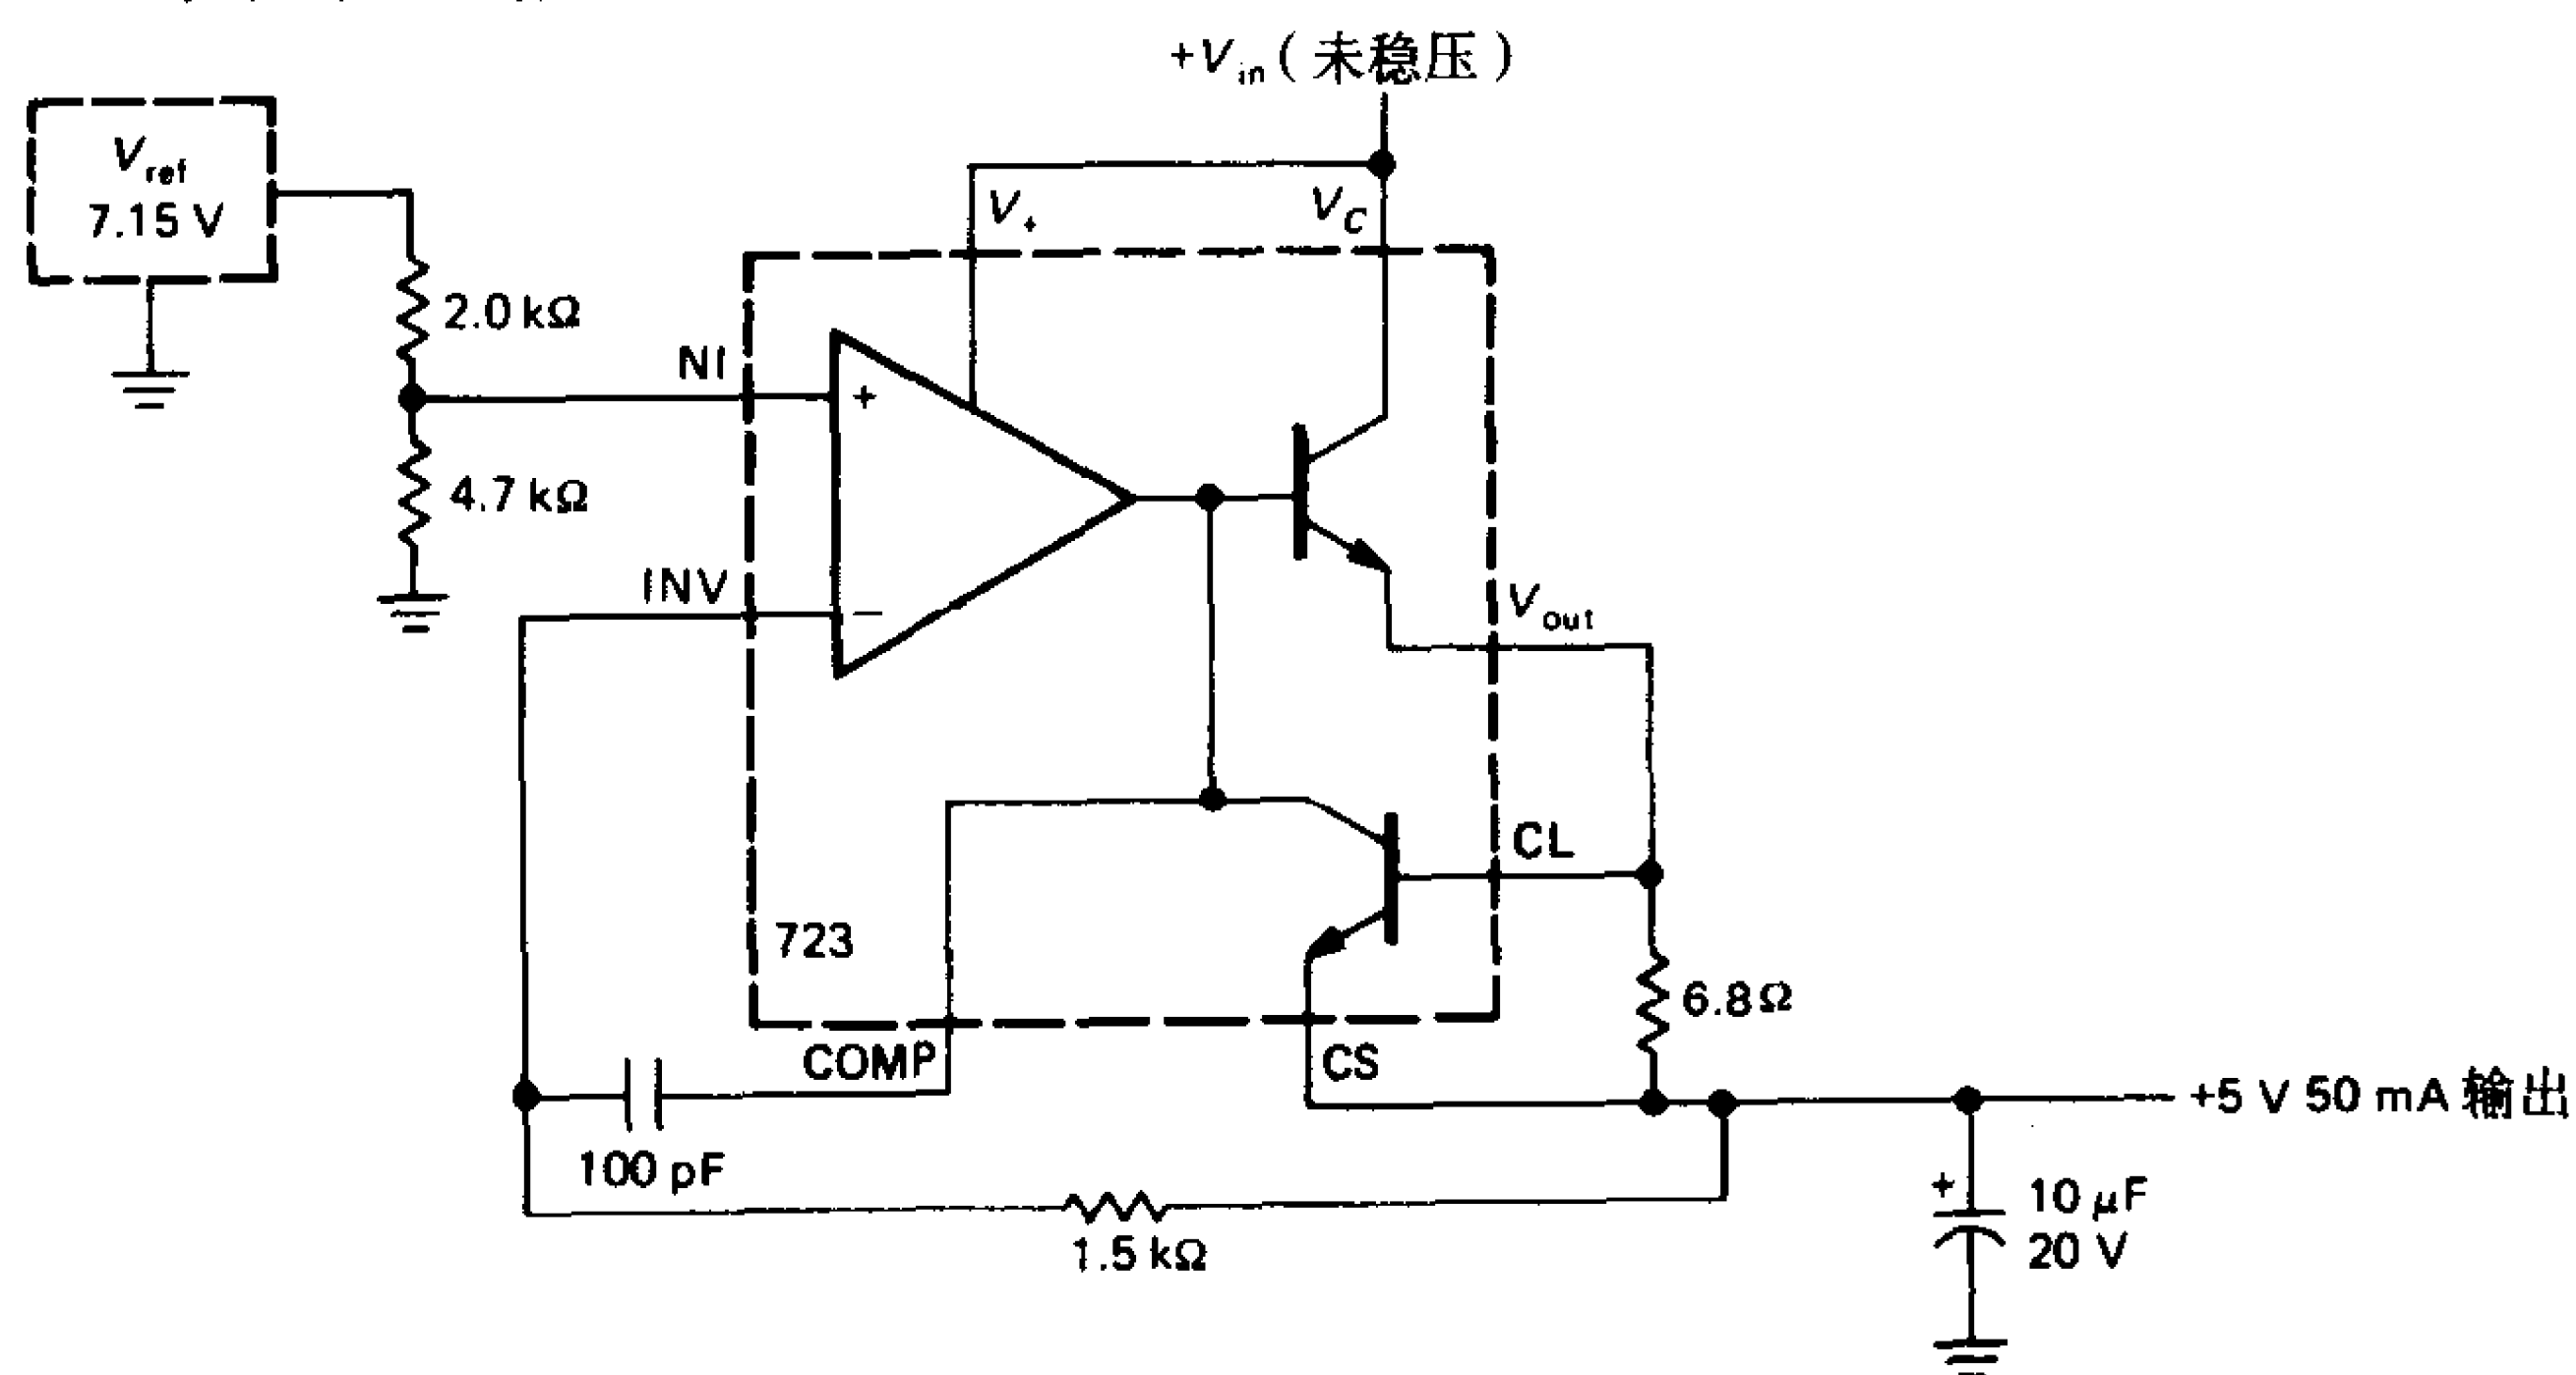 +Vin(未稳压)
Vref
7.15 V
V+
VC
2.0 kΩ
NI
+
4.7 kΩ
INV
−
Vout
CL
723
6.8Ω
COMP
CS
+5 V 50 mA 输出
100 pF
+
10 μF
20 V
1.5 kΩ